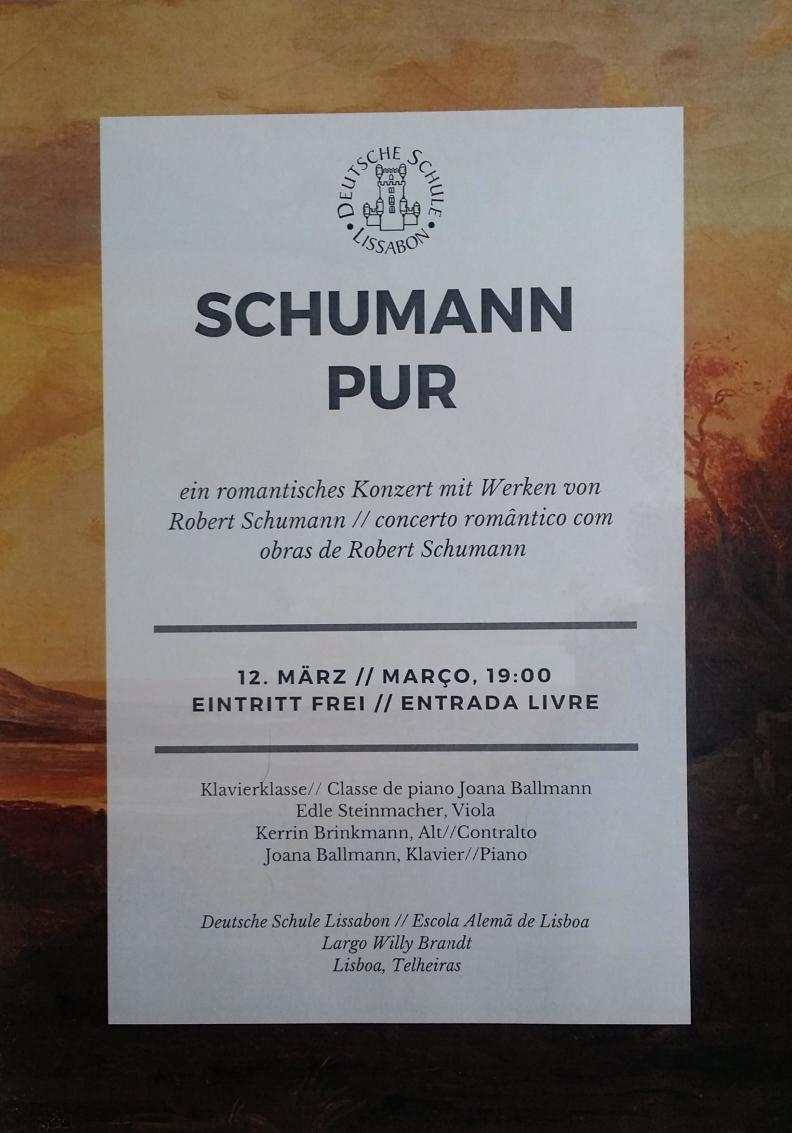 DEUTSCHE SCHULE
• LISSABON •
SCHUMANN
PUR
ein romantisches Konzert mit Werken von
Robert Schumann // concerto romântico com
obras de Robert Schumann
12. MÄRZ // MARÇO, 19:00
EINTRITT FREI // ENTRADA LIVRE
Klavierklasse// Classe de piano Joana Ballmann
Edle Steinmacher, Viola
Kerrin Brinkmann, Alt//Contralto
Joana Ballmann, Klavier//Piano
Deutsche Schule Lissabon // Escola Alemã de Lisboa
Largo Willy Brandt
Lisboa, Telheiras